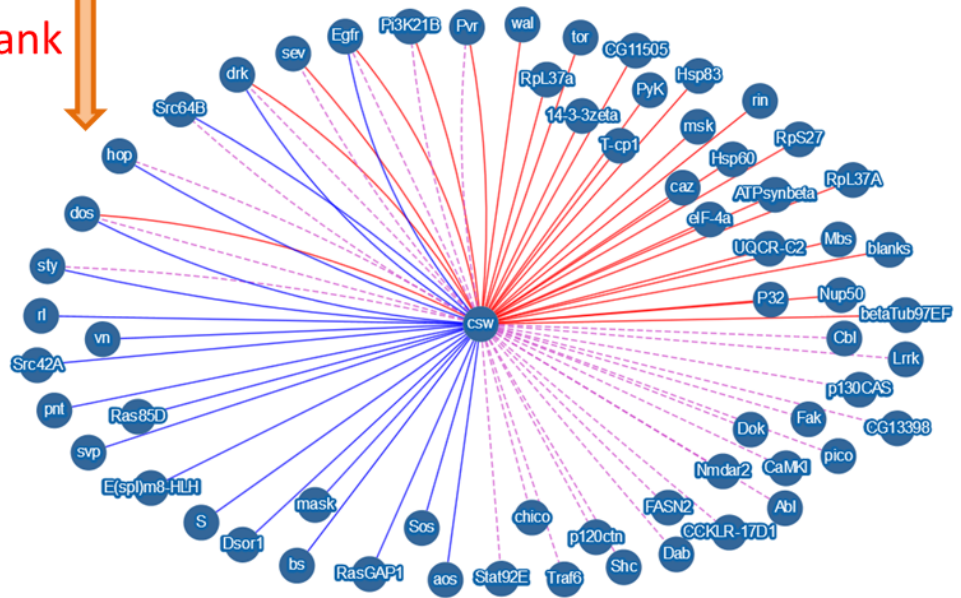 ank
Pi3K21B
Pvr
wal
tor
Egfr
CG11505
sev
drk
RpL37a
PyK
Hsp83
Src64B
14-3-3zeta
rin
msk
T-cp1
RpS27
hop
Hsp60
caz
ATPsynbeta
RpL37A
dos
eIF-4a
UQCR-C2
Mbs
blanks
sty
P32
Nup50
rl
csw
betaTub97EF
vn
Cbl
Src42A
Lrrk
p130CAS
pnt
Ras85D
Fak
CG13398
Dok
svp
pico
E(spl)m8-HLH
Nmdar2
CaMKI
mask
FASN2
Abl
S
Sos
chico
CCKLR-17D1
Dsor1
p120ctn
bs
Dab
RasGAP1
aos
Stat92E
Traf6
Shc